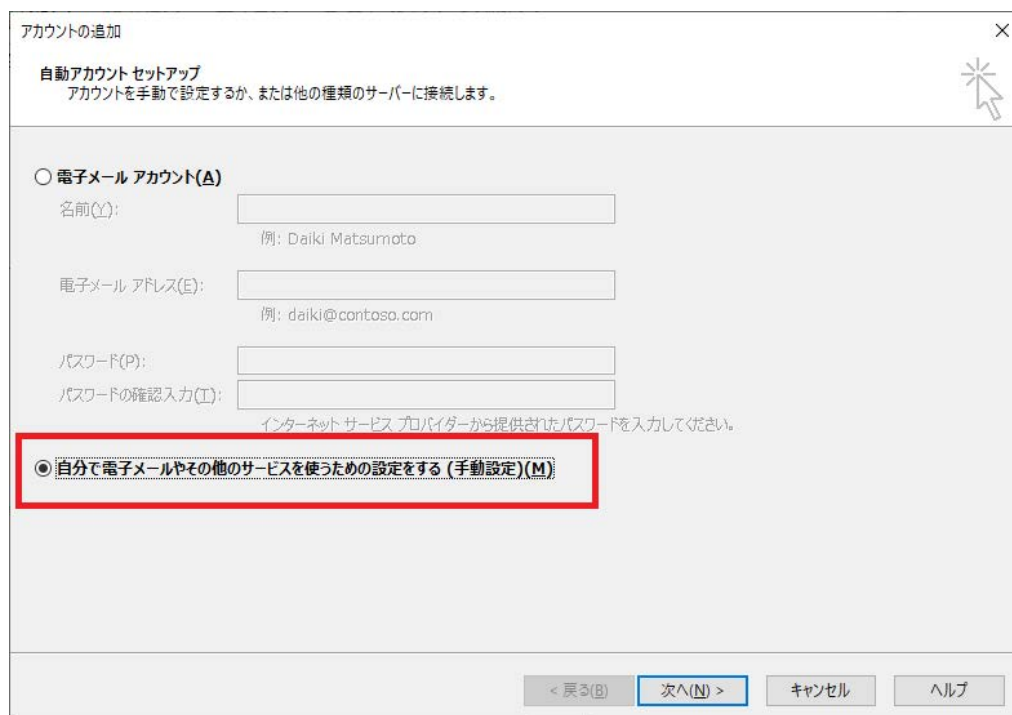 アカウントの追加
自動アカウント セットアップ
アカウントを手動で設定するか、または他の種類のサーバーに接続します。
電子メール アカウント(A)
名前(Y):
例: Daiki Matsumoto
電子メール アドレス(E):
例: daiki@contoso.com
パスワード(P):
パスワードの確認入力(T):
インターネット サービス プロバイダーから提供されたパスワードを入力してください。
自分で電子メールやその他のサービスを使うための設定をする (手動設定)(M)
< 戻る(B) 次へ(N) > キャンセル ヘルプ